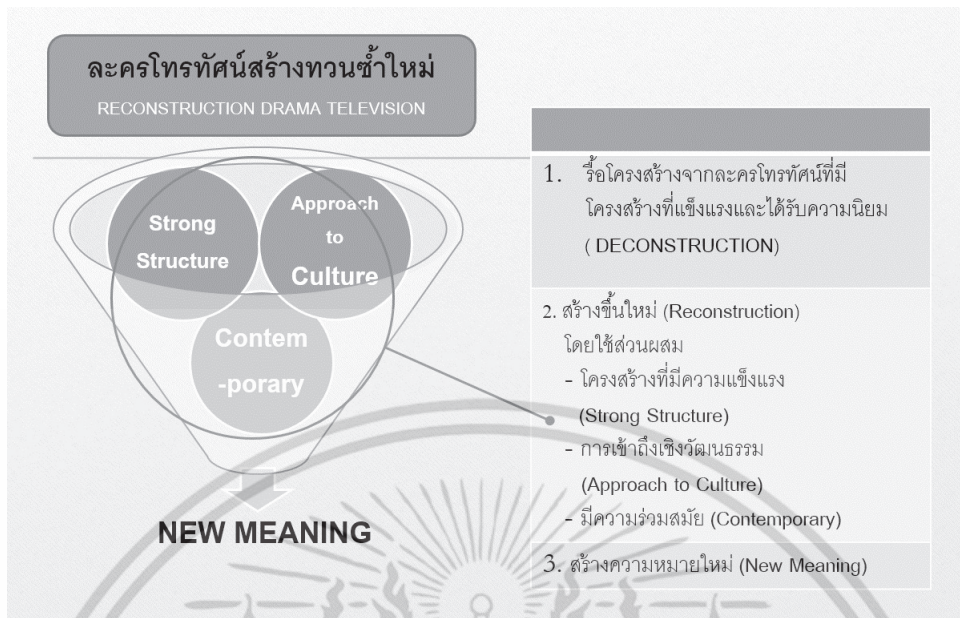 ละครโทรทัศน์สร้างทวนซ้ำใหม่
RECONSTRUCTION DRAMA TELEVISION
Strong
Structure
Approach
to
Culture
Contem
-porary
NEW MEANING
1. รื้อโครงสร้างจากละครโทรทัศน์ที่มี
โครงสร้างที่แข็งแรงและได้รับความนิยม
( DECONSTRUCTION)
2. สร้างขึ้นใหม่ (Reconstruction)
โดยใช้ส่วนผสม
- โครงสร้างที่มีความแข็งแรง
(Strong Structure)
- การเข้าถึงเชิงวัฒนธรรม
(Approach to Culture)
- มีความร่วมสมัย (Contemporary)
3. สร้างความหมายใหม่ (New Meaning)